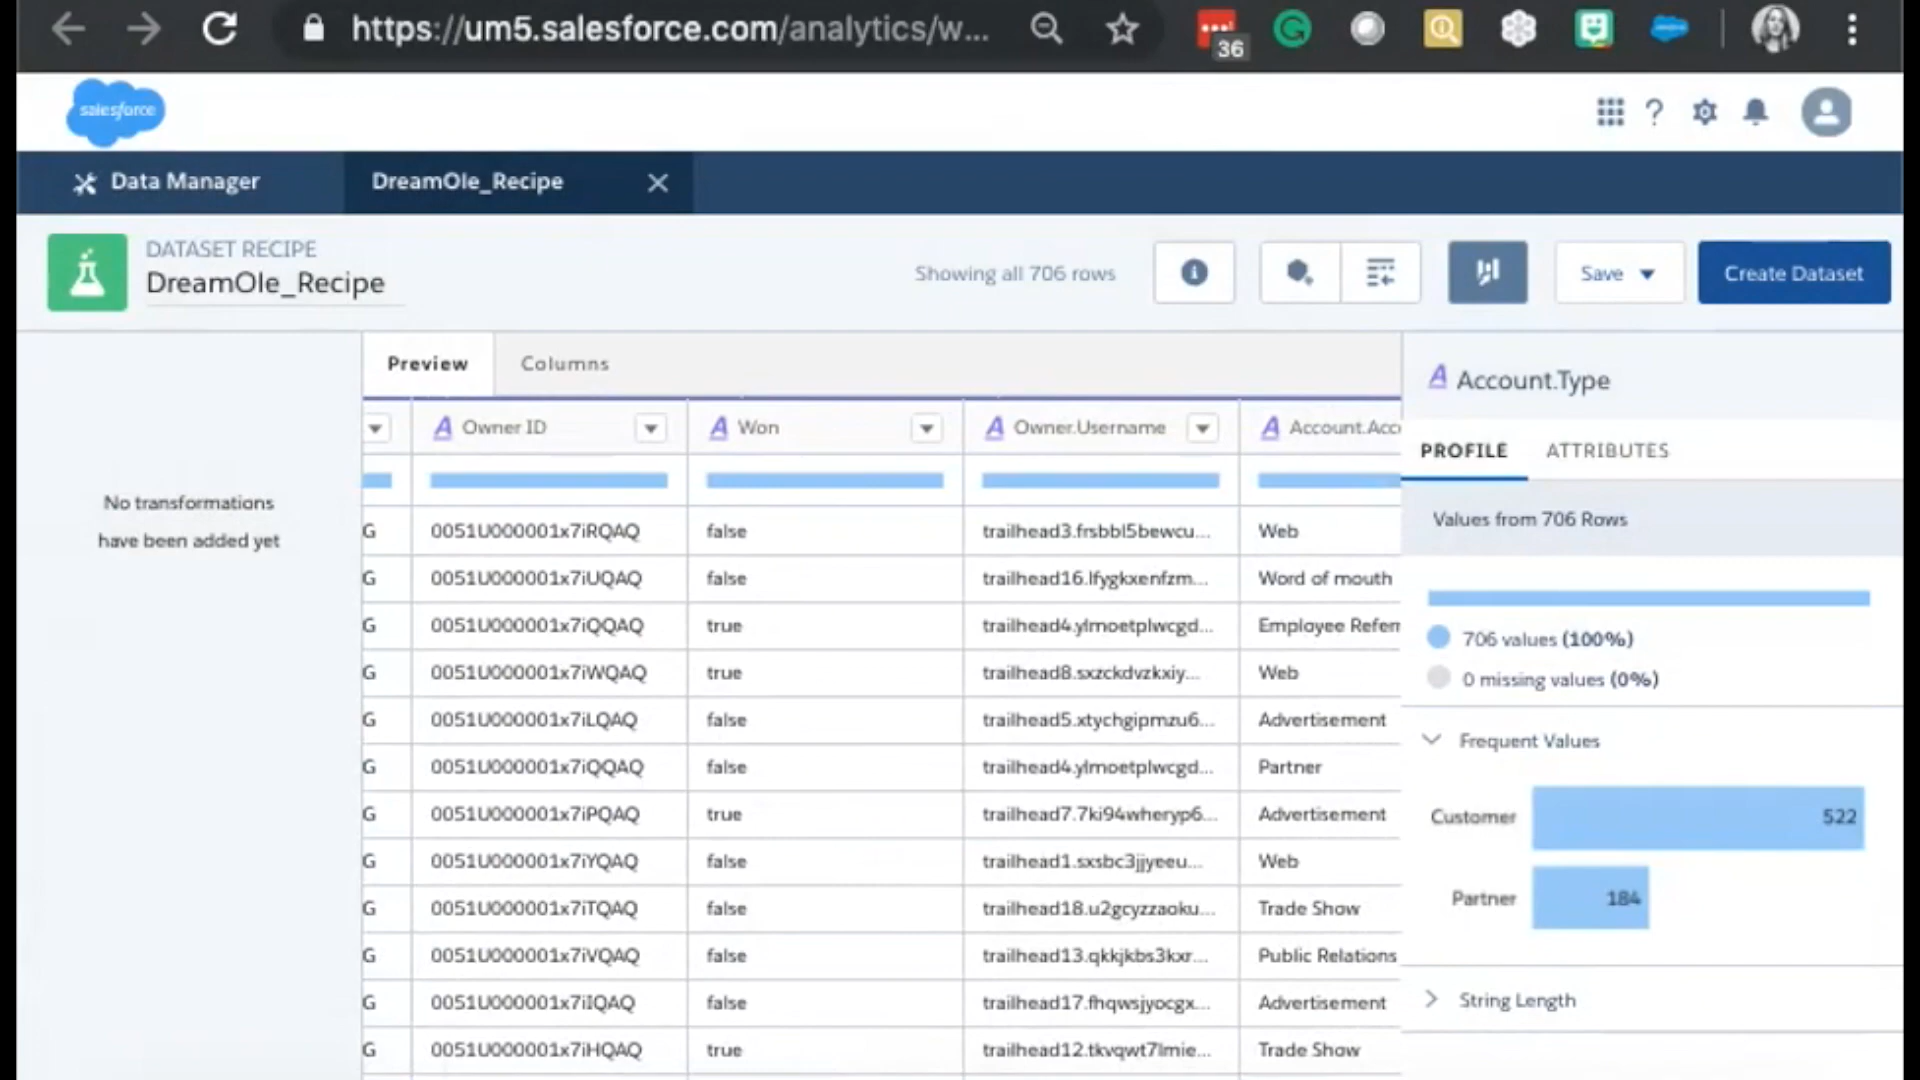 https://um5.salesforce.com/analytics/w...
36
salesforce
Data Manager
DreamOle_Recipe
DATASET RECIPE
DreamOle_Recipe
Showing all 706 rows
Save
Create Dataset
No transformations
have been added yet
Preview
Columns
Owner ID
Won
Owner.Username
Account.Acc
G 0051U000001x7iRQAQ false trailhead3.frsbbl5bewcu... Web
G 0051U000001x7iUQAQ false trailhead16.lfygkxenfzm... Word of mouth
G 0051U000001x7iQQAQ true trailhead4.ylmoetplwcgd... Employee Referr
G 0051U000001x7iWQAQ true trailhead8.sxzckdvzkxiy... Web
G 0051U000001x7iLQAQ false trailhead5.xtychgipmzu6... Advertisement
G 0051U000001x7iQQAQ false trailhead4.ylmoetplwcgd... Partner
G 0051U000001x7iPQAQ true trailhead7.7ki94wheryp6... Advertisement
G 0051U000001x7iYQAQ false trailhead1.sxsbc3jjyeeu... Web
G 0051U000001x7iTQAQ false trailhead18.u2gcyzzaoku... Trade Show
G 0051U000001x7iVQAQ false trailhead13.qkkjkbs3kxr... Public Relations
G 0051U000001x7iIQAQ false trailhead17.fhqwsjyocgx... Advertisement
G 0051U000001x7iHQAQ true trailhead12.tkvqwt7lmie... Trade Show
Account.Type
PROFILE
ATTRIBUTES
Values from 706 Rows
706 values (100%)
0 missing values (0%)
Frequent Values
Customer 522
Partner 184
String Length